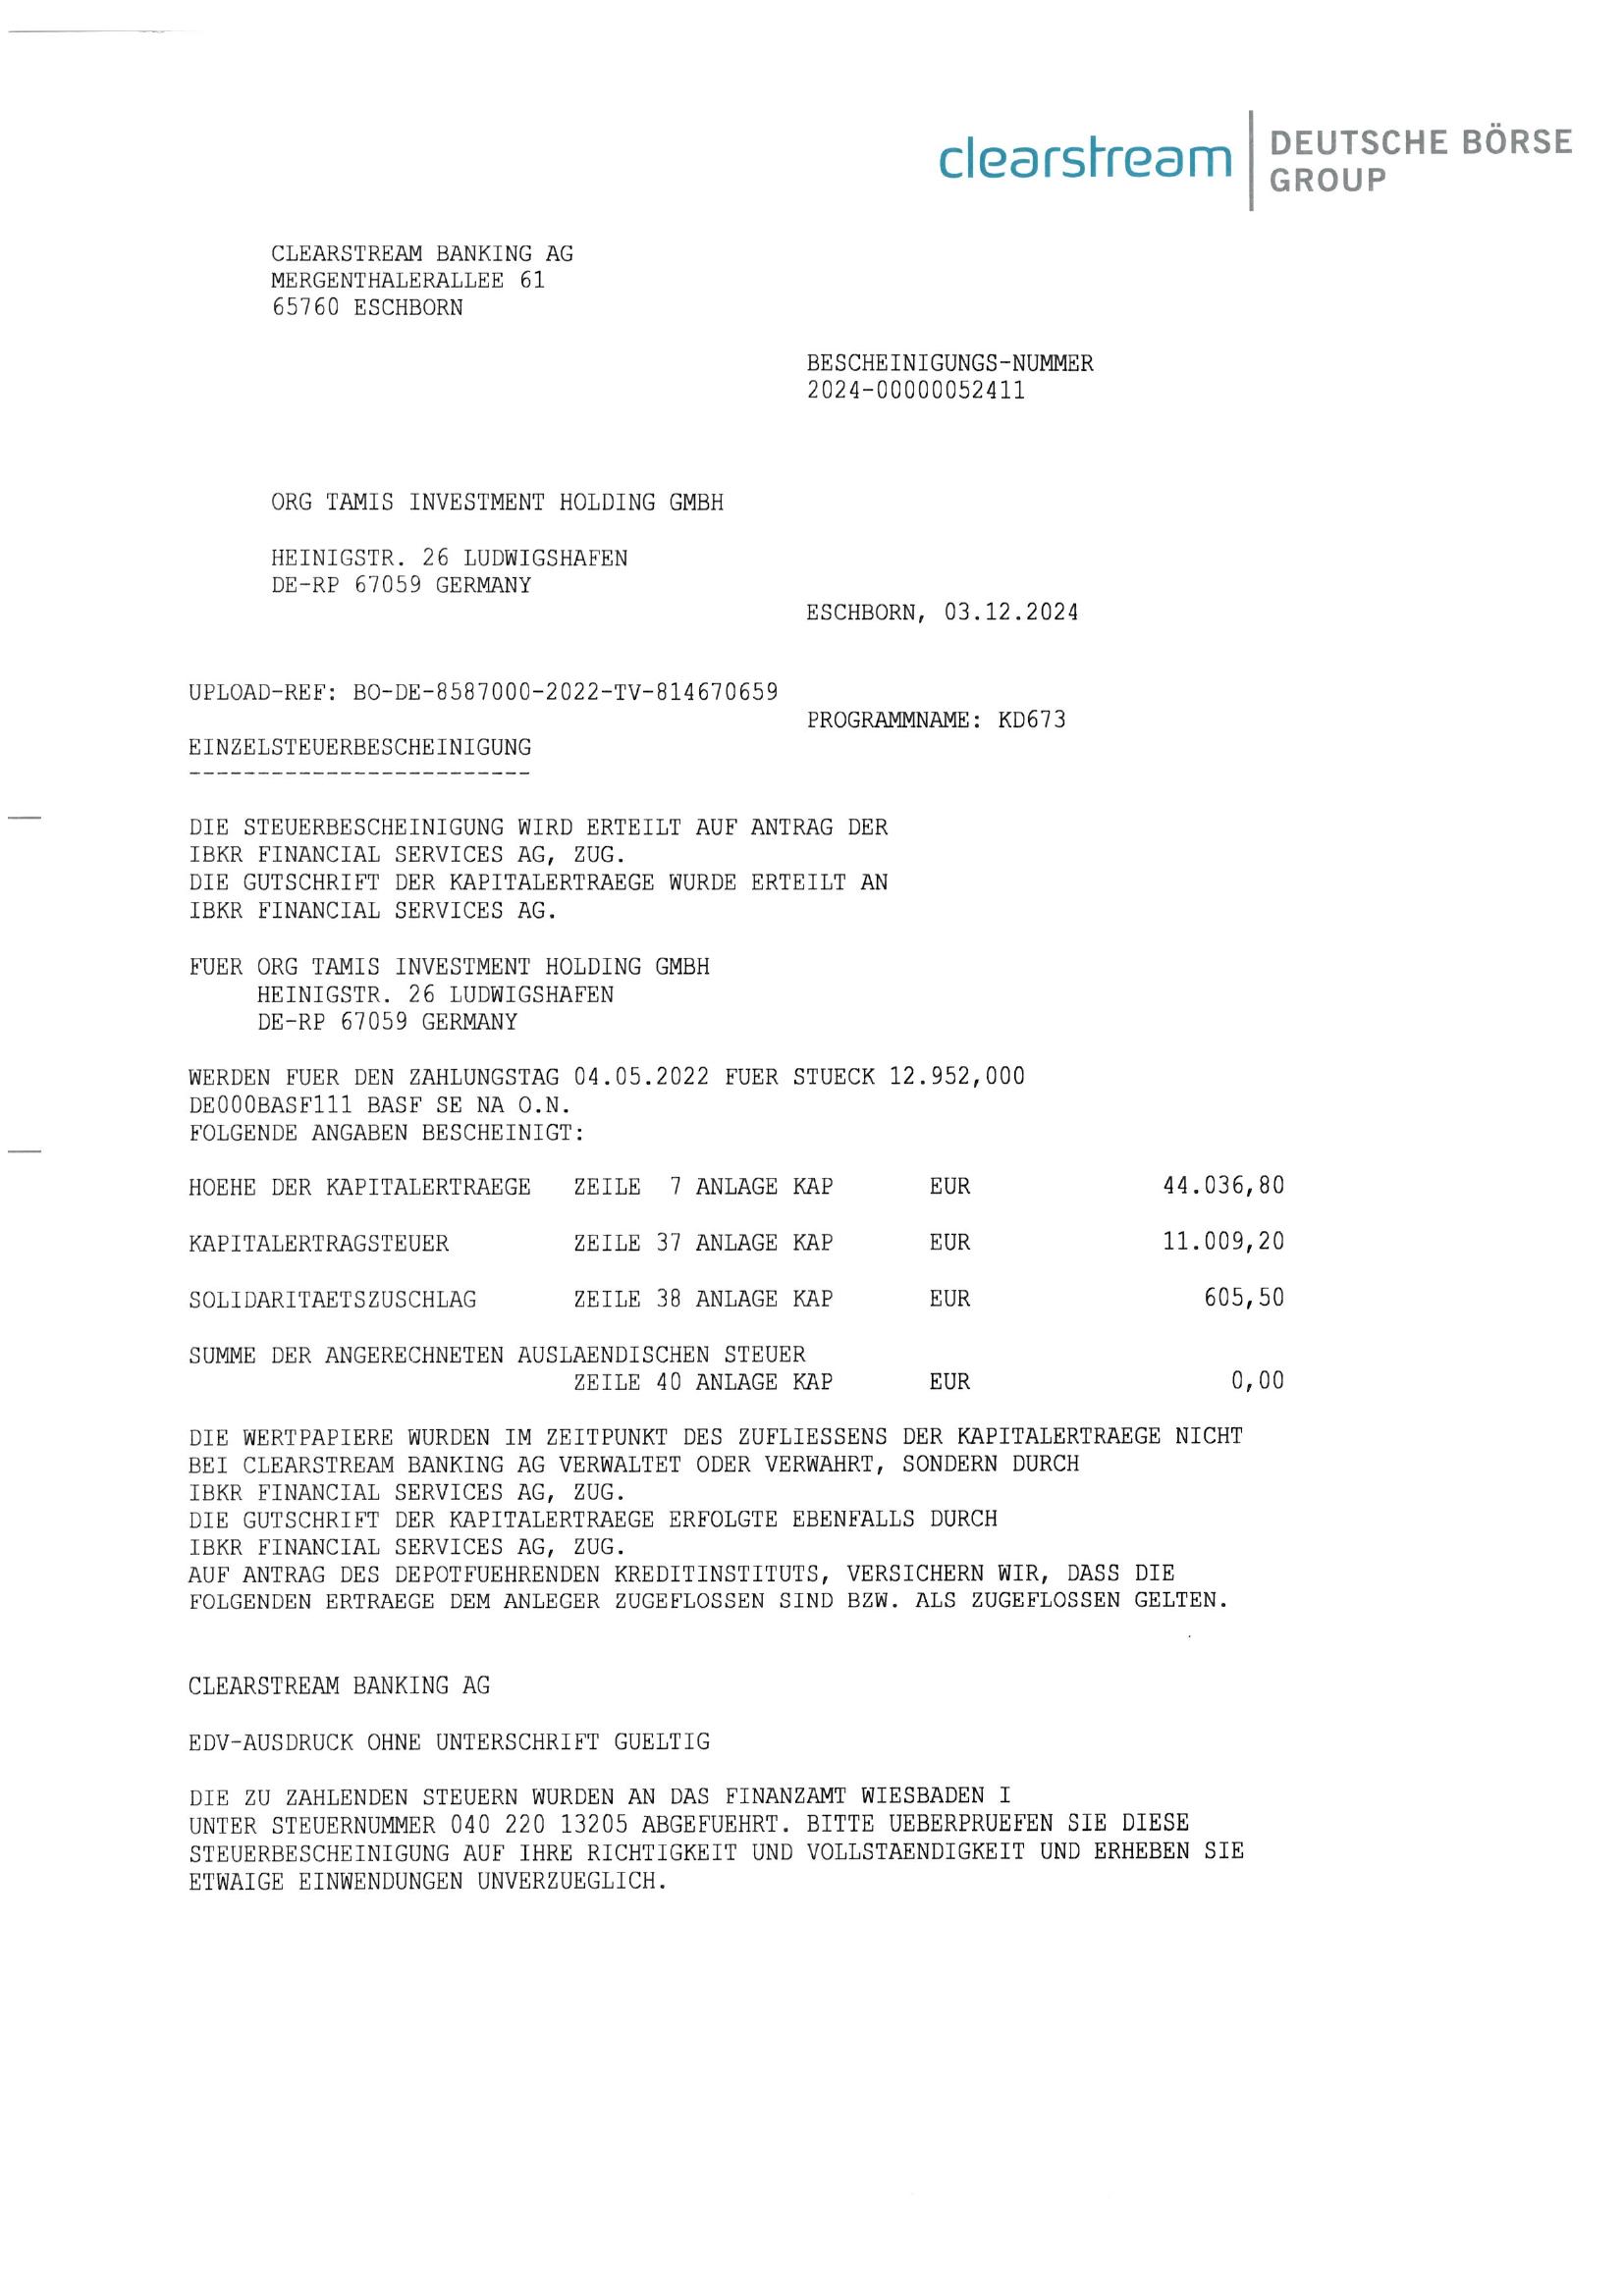 clearstream DEUTSCHE BÖRSE
GROUP
CLEARSTREAM BANKING AG
MERGENTHALERALLEE 61
65760 ESCHBORN
BESCHEINIGUNGS-NUMMER
2024-00000052411
ORG TAMIS INVESTMENT HOLDING GMBH
HEINIGSTR. 26 LUDWIGSHAFEN
DE-RP 67059 GERMANY
ESCHBORN, 03.12.2024
UPLOAD-REF: BO-DE-8587000-2022-TV-814670659
PROGRAMMNAME: KD673
EINZELSTEUERBESCHEINIGUNG
-------------------------
DIE STEUERBESCHEINIGUNG WIRD ERTEILT AUF ANTRAG DER
IBKR FINANCIAL SERVICES AG, ZUG.
DIE GUTSCHRIFT DER KAPITALERTRAEGE WURDE ERTEILT AN
IBKR FINANCIAL SERVICES AG.
FUER ORG TAMIS INVESTMENT HOLDING GMBH
HEINIGSTR. 26 LUDWIGSHAFEN
DE-RP 67059 GERMANY
WERDEN FUER DEN ZAHLUNGSTAG 04.05.2022 FUER STUECK 12.952,000
DE000BASF111 BASF SE NA O.N.
FOLGENDE ANGABEN BESCHEINIGT:
HOEHE DER KAPITALERTRAEGE ZEILE 7 ANLAGE KAP EUR 44.036,80
KAPITALERTRAGSTEUER ZEILE 37 ANLAGE KAP EUR 11.009,20
SOLIDARITAETSZUSCHLAG ZEILE 38 ANLAGE KAP EUR 605,50
SUMME DER ANGERECHNETEN AUSLAENDISCHEN STEUER
ZEILE 40 ANLAGE KAP EUR 0,00
DIE WERTPAPIERE WURDEN IM ZEITPUNKT DES ZUFLIESSENS DER KAPITALERTRAEGE NICHT
BEI CLEARSTREAM BANKING AG VERWALTET ODER VERWAHRT, SONDERN DURCH
IBKR FINANCIAL SERVICES AG, ZUG.
DIE GUTSCHRIFT DER KAPITALERTRAEGE ERFOLGTE EBENFALLS DURCH
IBKR FINANCIAL SERVICES AG, ZUG.
AUF ANTRAG DES DEPOTFUEHRENDEN KREDITINSTITUTS, VERSICHERN WIR, DASS DIE
FOLGENDEN ERTRAEGE DEM ANLEGER ZUGEFLOSSEN SIND BZW. ALS ZUGEFLOSSEN GELTEN.
CLEARSTREAM BANKING AG
EDV-AUSDRUCK OHNE UNTERSCHRIFT GUELTIG
DIE ZU ZAHLENDEN STEUERN WURDEN AN DAS FINANZAMT WIESBADEN I
UNTER STEUERNUMMER 040 220 13205 ABGEFUEHRT. BITTE UEBERPRUEFEN SIE DIESE
STEUERBESCHEINIGUNG AUF IHRE RICHTIGKEIT UND VOLLSTAENDIGKEIT UND ERHEBEN SIE
ETWAIGE EINWENDUNGEN UNVERZUEGLICH.